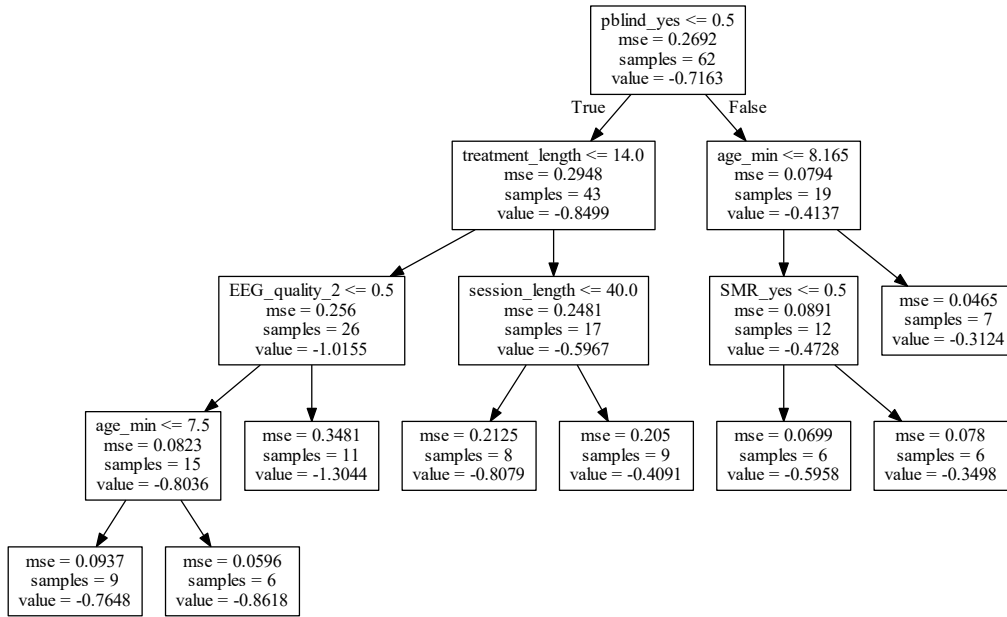 pblind_yes <= 0.5
mse = 0.2692
samples = 62
value = -0.7163
True
False
treatment_length <= 14.0
mse = 0.2948
samples = 43
value = -0.8499
age_min <= 8.165
mse = 0.0794
samples = 19
value = -0.4137
EEG_quality_2 <= 0.5
mse = 0.256
samples = 26
value = -1.0155
session_length <= 40.0
mse = 0.2481
samples = 17
value = -0.5967
SMR_yes <= 0.5
mse = 0.0891
samples = 12
value = -0.4728
mse = 0.0465
samples = 7
value = -0.3124
age_min <= 7.5
mse = 0.0823
samples = 15
value = -0.8036
mse = 0.3481
samples = 11
value = -1.3044
mse = 0.2125
samples = 8
value = -0.8079
mse = 0.205
samples = 9
value = -0.4091
mse = 0.0699
samples = 6
value = -0.5958
mse = 0.078
samples = 6
value = -0.3498
mse = 0.0937
samples = 9
value = -0.7648
mse = 0.0596
samples = 6
value = -0.8618